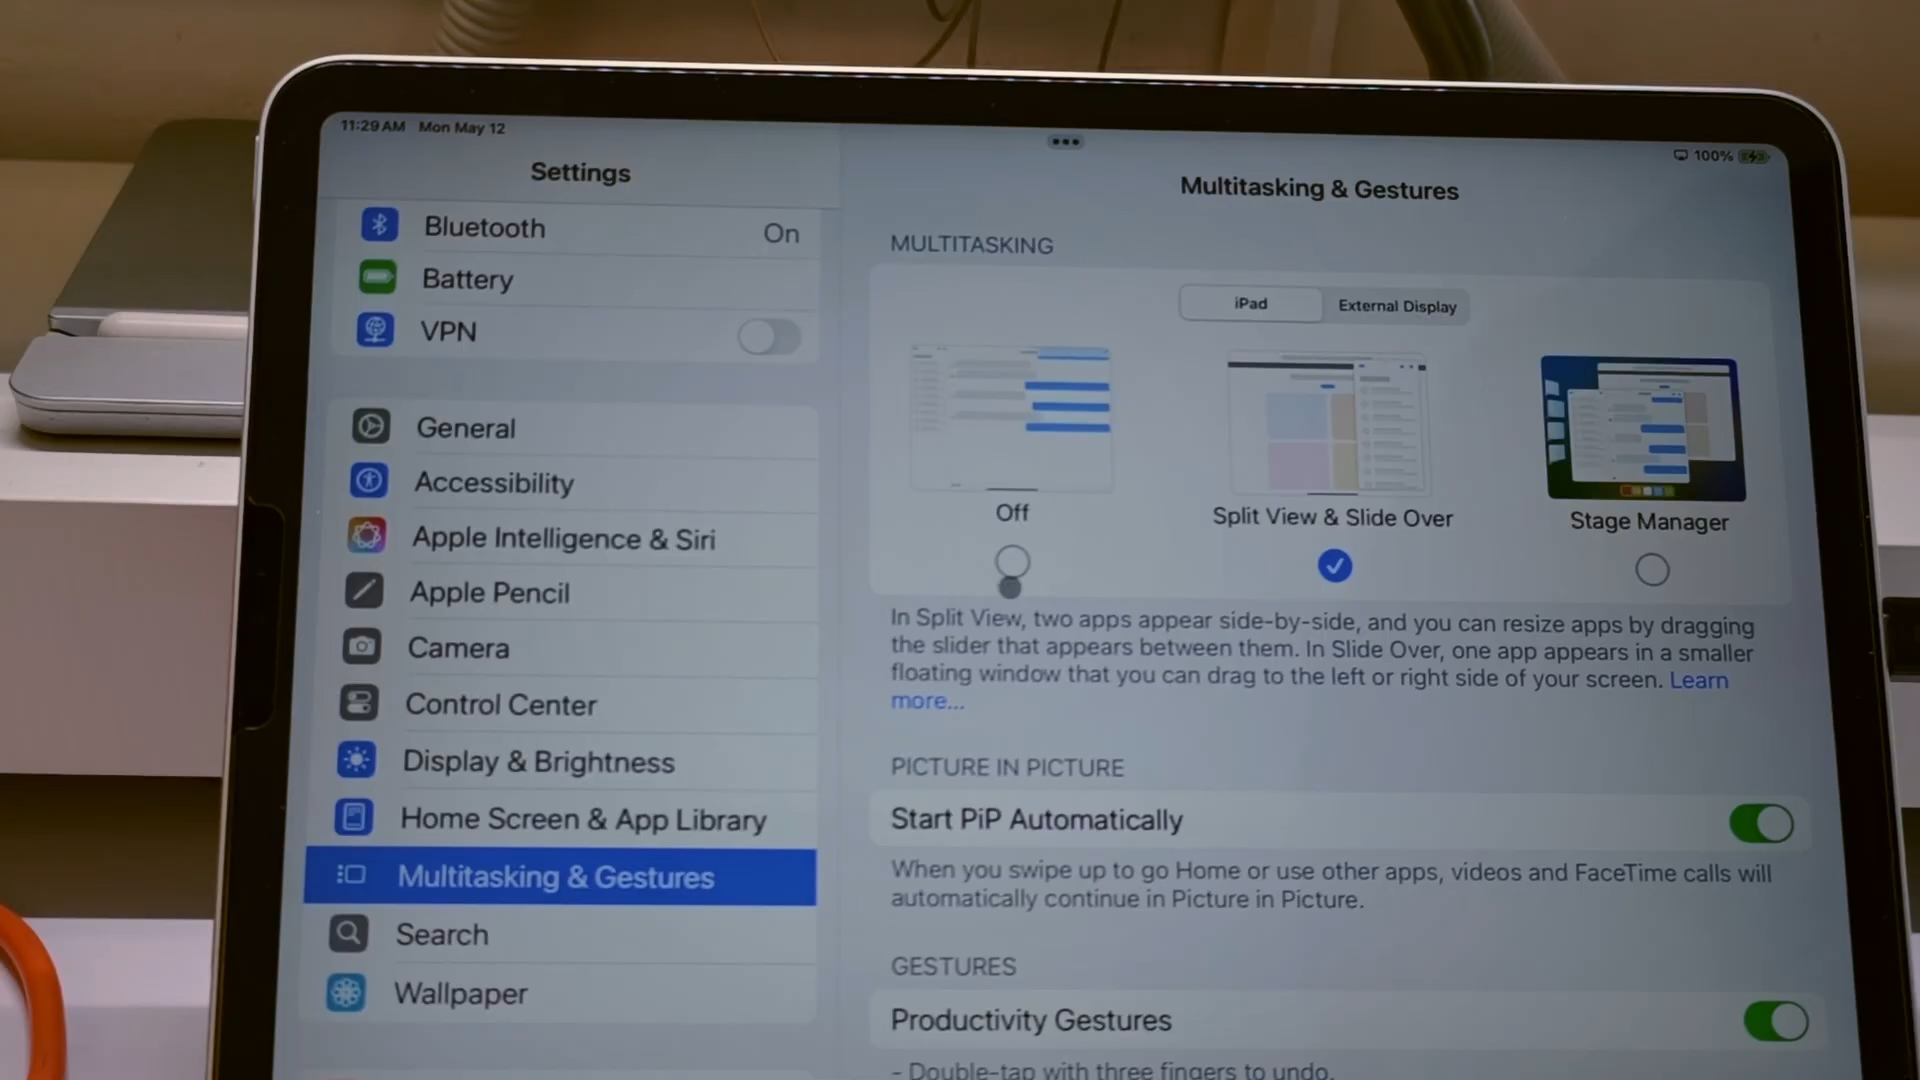 11:29 AM Mon May 12
100%
Settings
Bluetooth On
Battery
VPN
General
Accessibility
Apple Intelligence & Siri
Apple Pencil
Camera
Control Center
Display & Brightness
Home Screen & App Library
Multitasking & Gestures
Search
Wallpaper
Multitasking & Gestures
MULTITASKING
iPad External Display
Off
Split View & Slide Over
Stage Manager
In Split View, two apps appear side-by-side, and you can resize apps by dragging
the slider that appears between them. In Slide Over, one app appears in a smaller
floating window that you can drag to the left or right side of your screen. Learn
more...
PICTURE IN PICTURE
Start PiP Automatically
When you swipe up to go Home or use other apps, videos and FaceTime calls will
automatically continue in Picture in Picture.
GESTURES
Productivity Gestures
- Double-tap with three fingers to undo.